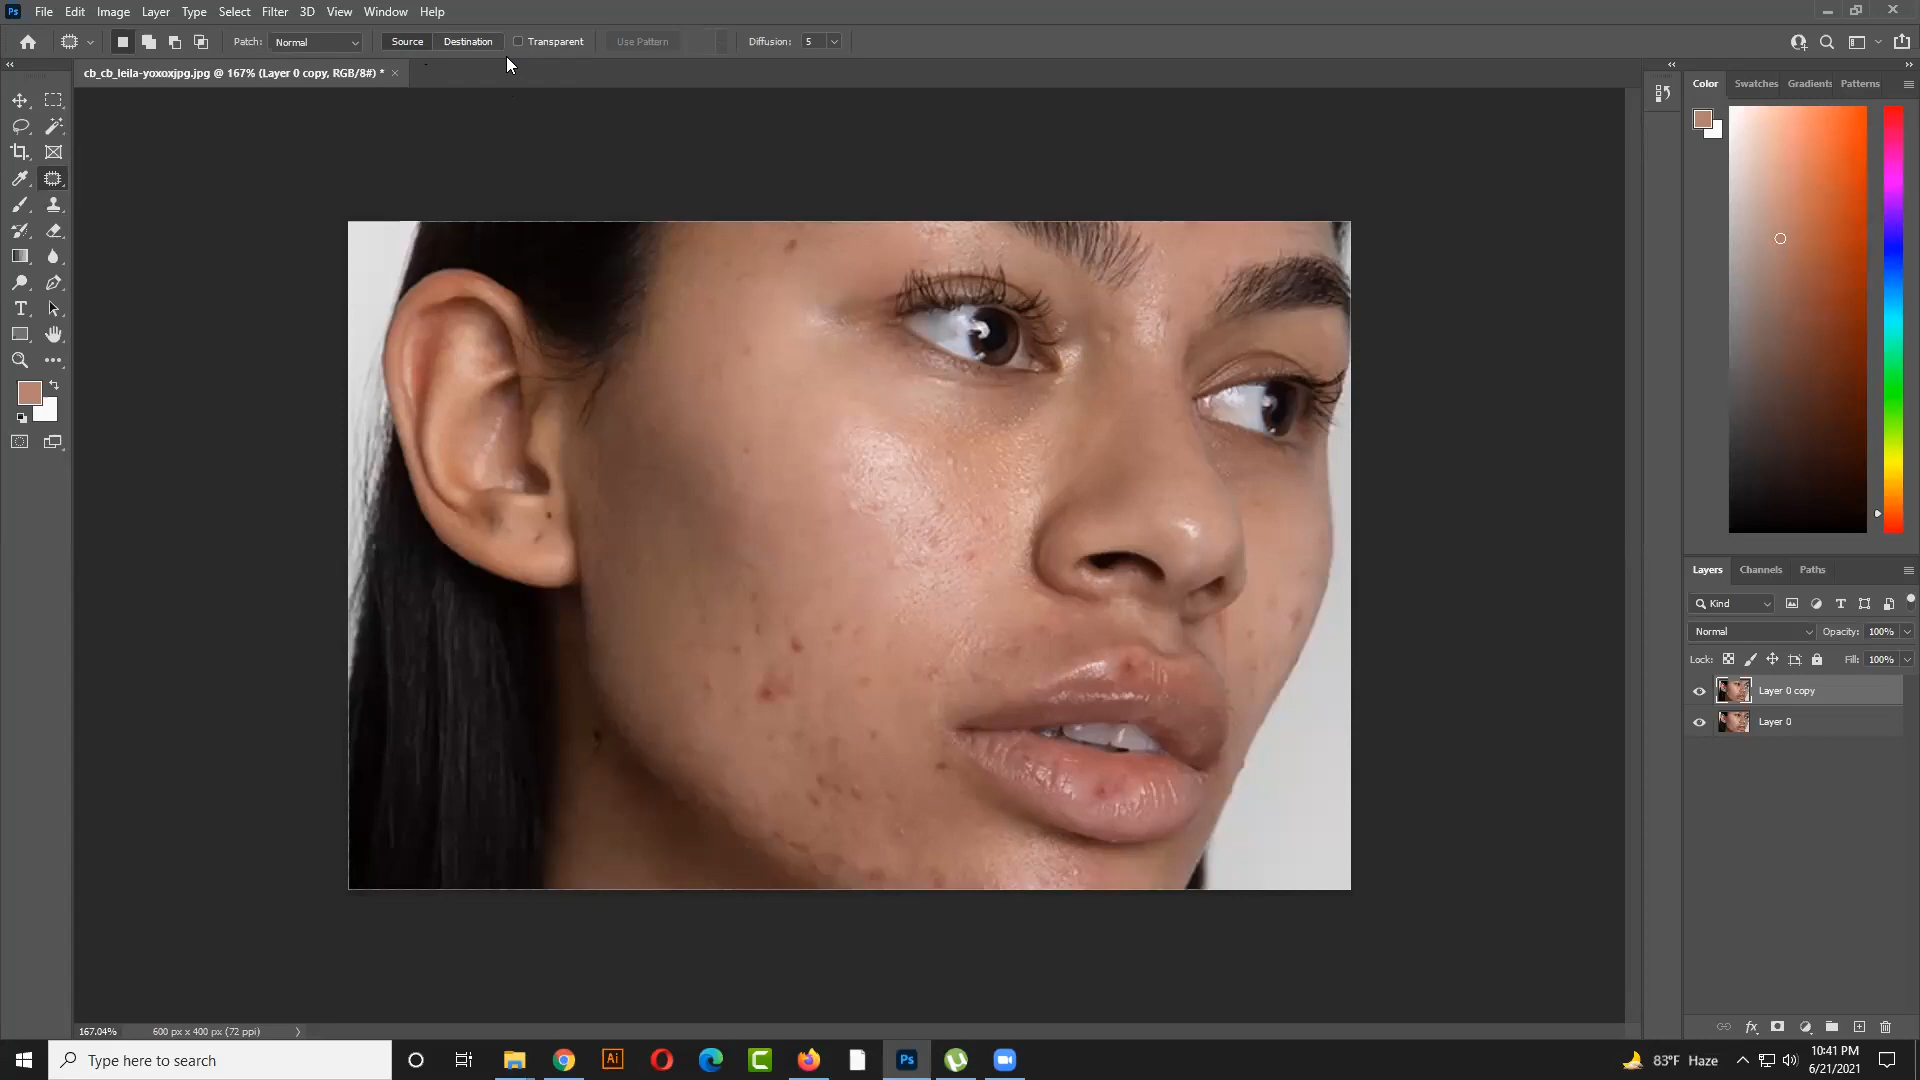 Ps File Edit Image Layer Type Select Filter 3D View Window Help
Patch: Normal Source Destination Transparent Use Pattern Diffusion: 5
cb_cb_leila-yoxoxjpg.jpg @ 167% (Layer 0 copy, RGB/8#) * ×
Color Swatches Gradients Patterns
Layers Channels Paths
Kind
Normal Opacity: 100%
Lock: Fill: 100%
Layer 0 copy
Layer 0
167.04% 600 px x 400 px (72 ppi)
Type here to search Ai Ps 83°F Haze 10:41 PM
6/21/2021